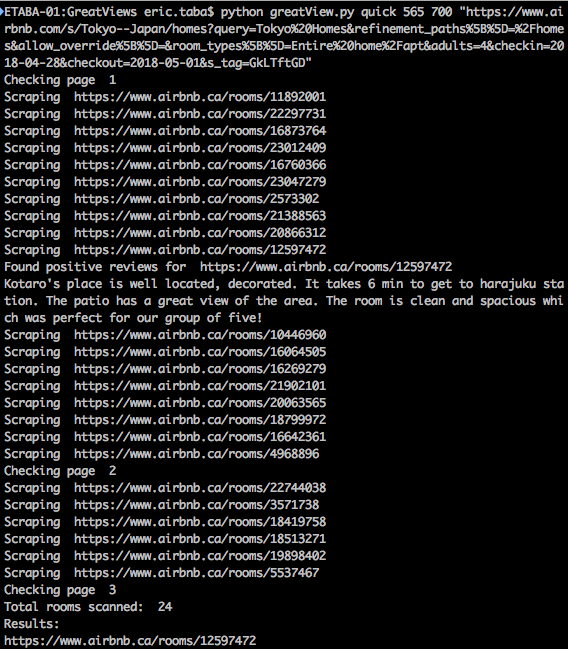 ETABA-01:GreatViews eric.taba$ python greatView.py quick 565 700 "https://www.ai
rbnb.com/s/Tokyo--Japan/homes?query=Tokyo%20Homes&refinement_paths%5B%5D=%2Fhome
s&allow_override%5B%5D=&room_types%5B%5D=Entire%20home%2Fapt&adults=4&checkin=20
18-04-28&checkout=2018-05-01&s_tag=GkLTftGD"
Checking page  1
Scraping  https://www.airbnb.ca/rooms/11892001
Scraping  https://www.airbnb.ca/rooms/22297731
Scraping  https://www.airbnb.ca/rooms/16873764
Scraping  https://www.airbnb.ca/rooms/23012409
Scraping  https://www.airbnb.ca/rooms/16760366
Scraping  https://www.airbnb.ca/rooms/23047279
Scraping  https://www.airbnb.ca/rooms/2573302
Scraping  https://www.airbnb.ca/rooms/21388563
Scraping  https://www.airbnb.ca/rooms/20866312
Scraping  https://www.airbnb.ca/rooms/12597472
Found positive reviews for  https://www.airbnb.ca/rooms/12597472
Kotaro's place is well located, decorated. It takes 6 min to get to harajuku sta
tion. The patio has a great view of the area. The room is clean and spacious whi
ch was perfect for our group of five!
Scraping  https://www.airbnb.ca/rooms/10446960
Scraping  https://www.airbnb.ca/rooms/16064505
Scraping  https://www.airbnb.ca/rooms/16269279
Scraping  https://www.airbnb.ca/rooms/21902101
Scraping  https://www.airbnb.ca/rooms/20063565
Scraping  https://www.airbnb.ca/rooms/18799972
Scraping  https://www.airbnb.ca/rooms/16642361
Scraping  https://www.airbnb.ca/rooms/4968896
Checking page  2
Scraping  https://www.airbnb.ca/rooms/22744038
Scraping  https://www.airbnb.ca/rooms/3571738
Scraping  https://www.airbnb.ca/rooms/18419758
Scraping  https://www.airbnb.ca/rooms/18513271
Scraping  https://www.airbnb.ca/rooms/19898402
Scraping  https://www.airbnb.ca/rooms/5537467
Checking page  3
Total rooms scanned:  24
Results:
https://www.airbnb.ca/rooms/12597472